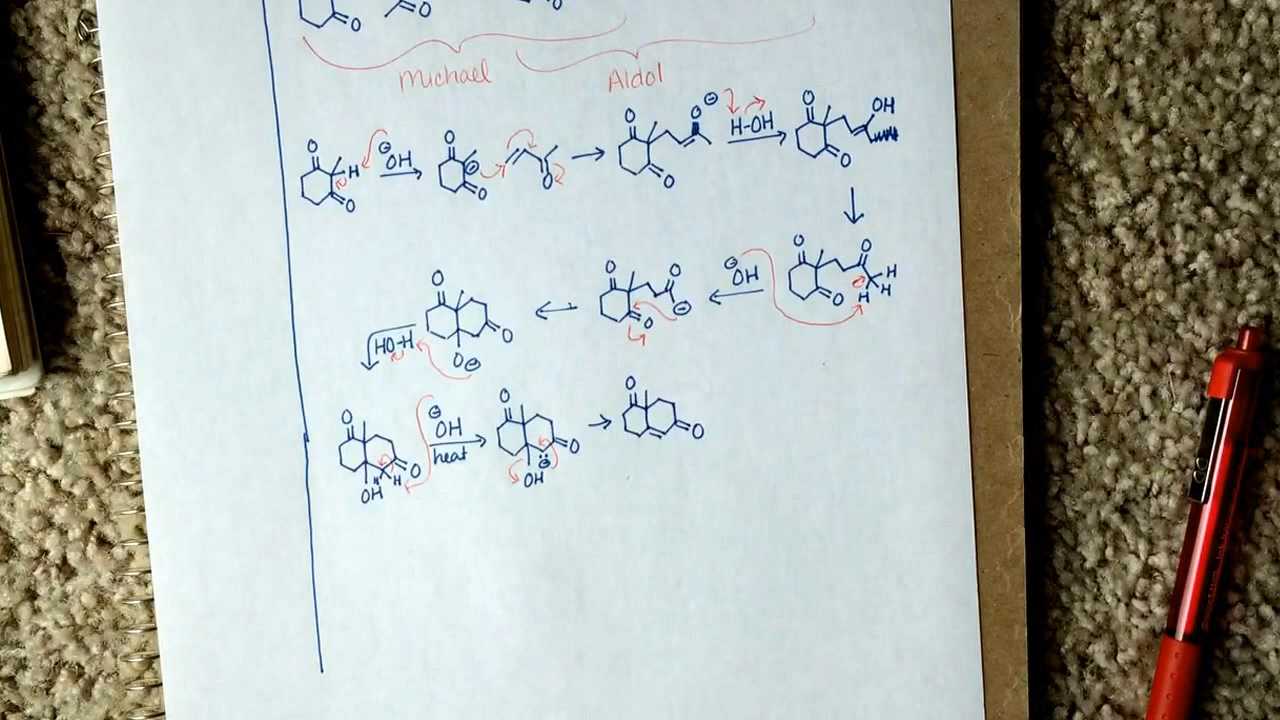 O O O
Michael Aldol
O H O ⊖OH O ⊖ O O O O ⊖ O H-OH O OH O
O O ⊖OH O O ⊖ O O O H H H
O O O⊖ HO-H
O O OH H H ⊖OH heat O O ⊖ OH O O